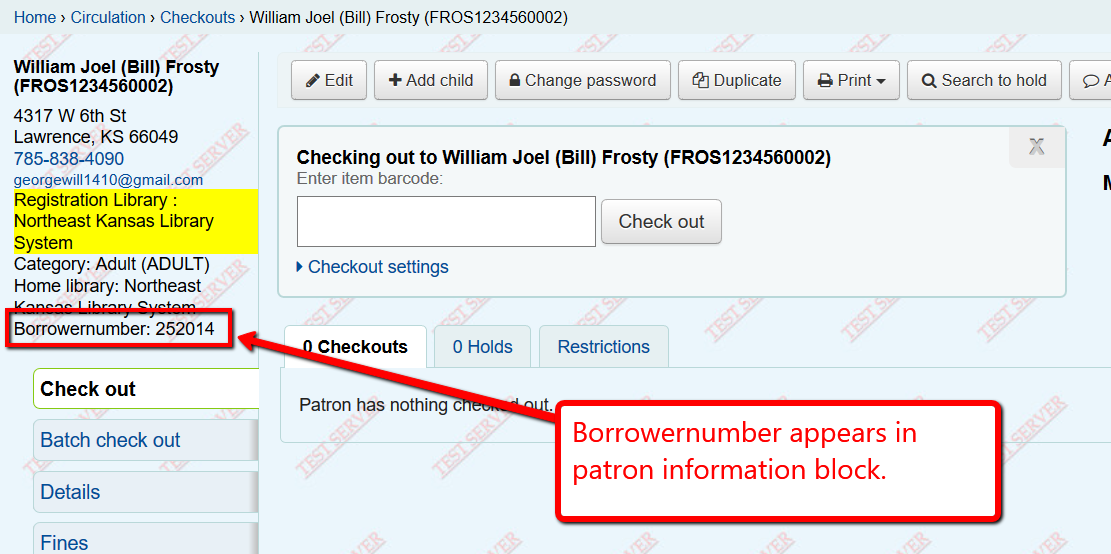 Home › Circulation › Checkouts › William Joel (Bill) Frosty (FROS1234560002)
William Joel (Bill) Frosty
(FROS1234560002)
4317 W 6th St
Lawrence, KS 66049
785-838-4090
georgewill1410@gmail.com
Registration Library :
Northeast Kansas Library
System
Category: Adult (ADULT)
Home library: Northeast
Kansas Library System
Borrowernumber: 252014
Check out
Batch check out
Details
Fines
Edit
Add child
Change password
Duplicate
Print
Search to hold
A
Checking out to William Joel (Bill) Frosty (FROS1234560002)
X
Enter item barcode:
Check out
Checkout settings
A
M
0 Checkouts
0 Holds
Restrictions
Patron has nothing checked out.
Borrowernumber appears in
patron information block.
TEST SERVER